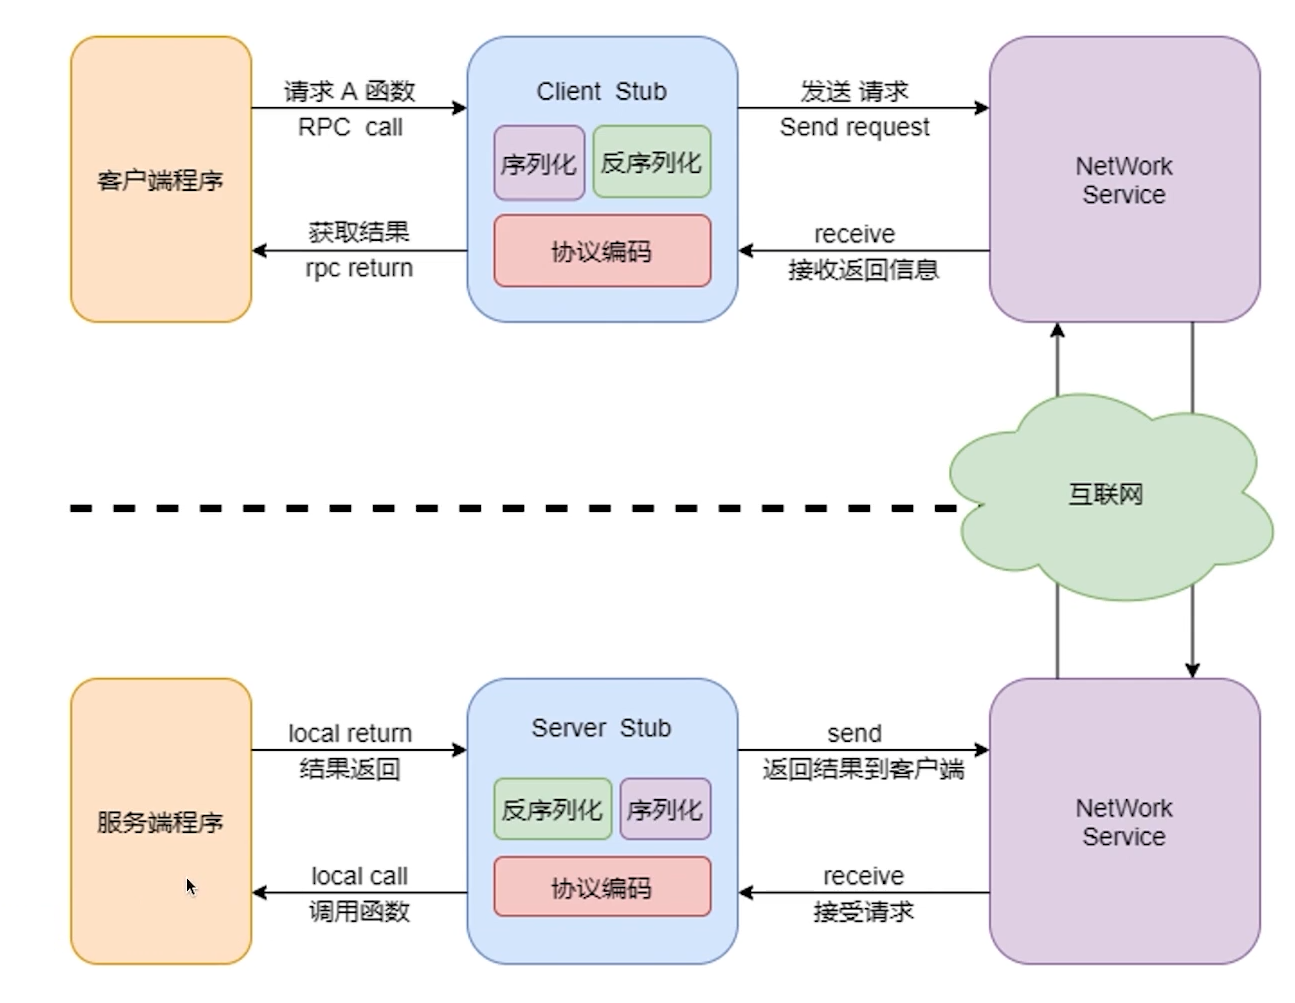 请求 A 函数
RPC call
客户端程序
获取结果
rpc return
Client Stub
序列化
反序列化
协议编码
发送 请求
Send request
receive
接收返回信息
NetWork
Service
互联网
服务端程序
local return
结果返回
local call
调用函数
Server Stub
反序列化
序列化
协议编码
send
返回结果到客户端
receive
接受请求
NetWork
Service